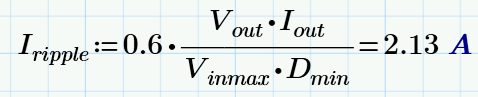 I_ripple := 0.6 · (V_out · I_out) / (V_inmax · D_min) = 2.13 A